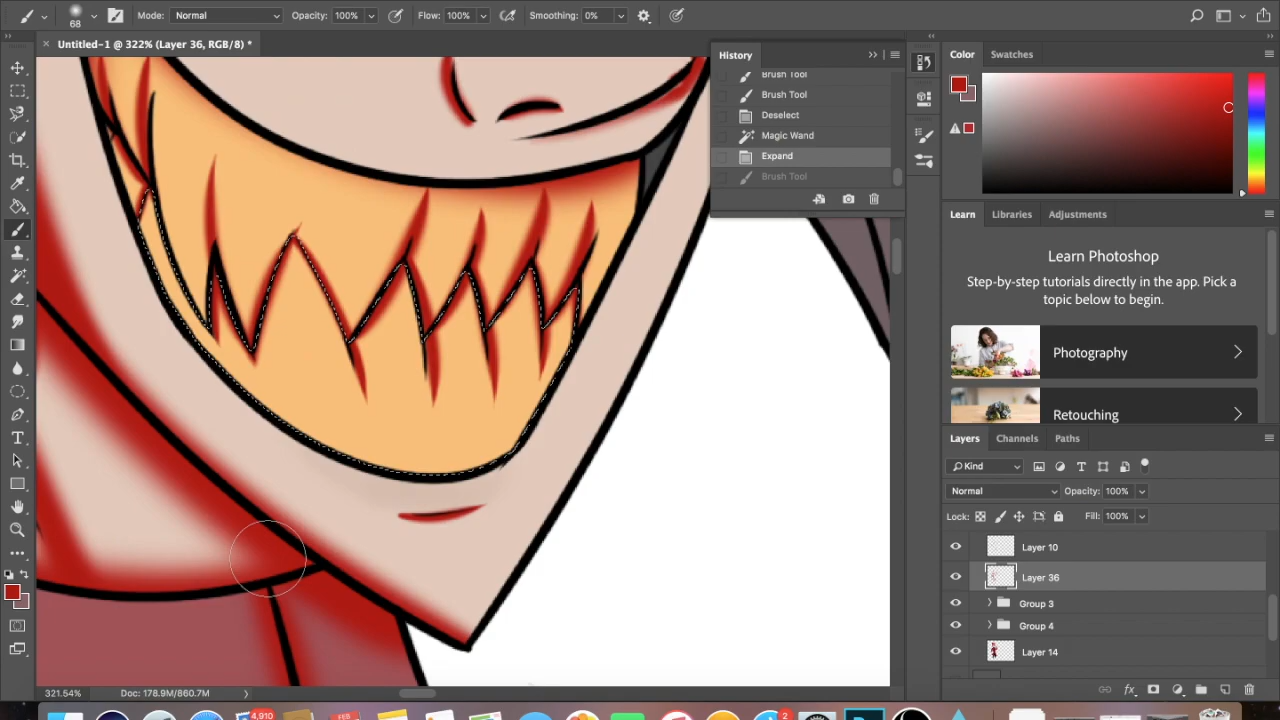 68 Mode: Normal Opacity: 100% Flow: 100% Smoothing: 0%
Untitled-1 @ 322% (Layer 36, RGB/8) *
History
Brush Tool
Brush Tool
Deselect
Magic Wand
Expand
Brush Tool
Color Swatches
Learn Libraries Adjustments
Learn Photoshop
Step-by-step tutorials directly in the app. Pick a
topic below to begin.
Photography
Retouching
Layers Channels Paths
Kind
Normal Opacity: 100%
Lock: Fill: 100%
Layer 10
Layer 36
Group 3
Group 4
Layer 14
321.54% Doc: 178.9M/860.7M
4,910
FEB
2